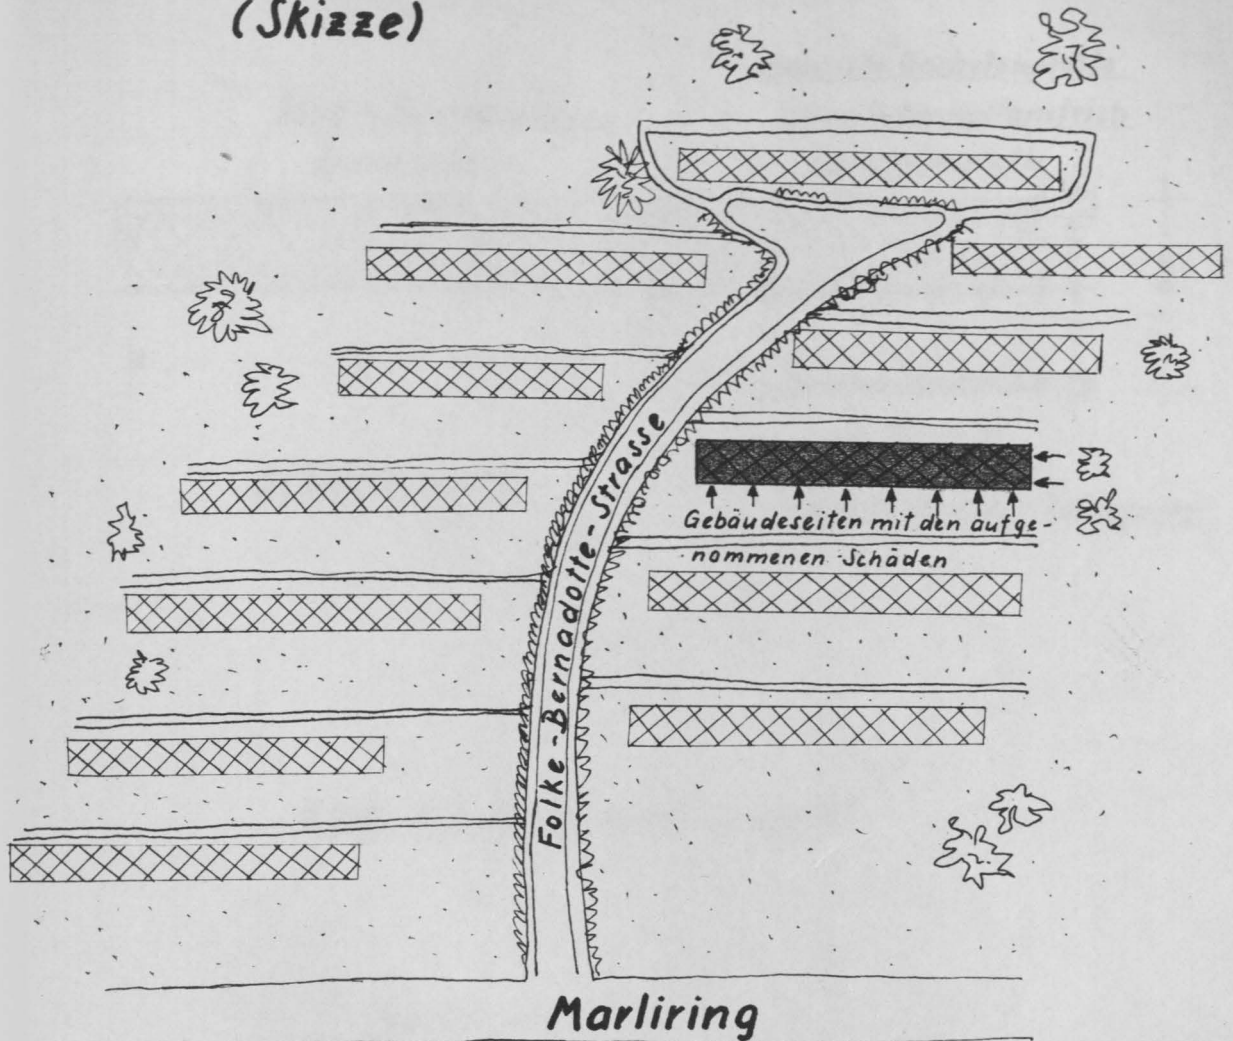 (Skizze)
Folke-Bernadotte-Strasse
Gebäudeseiten mit den aufge-
nommenen Schäden
Marliring